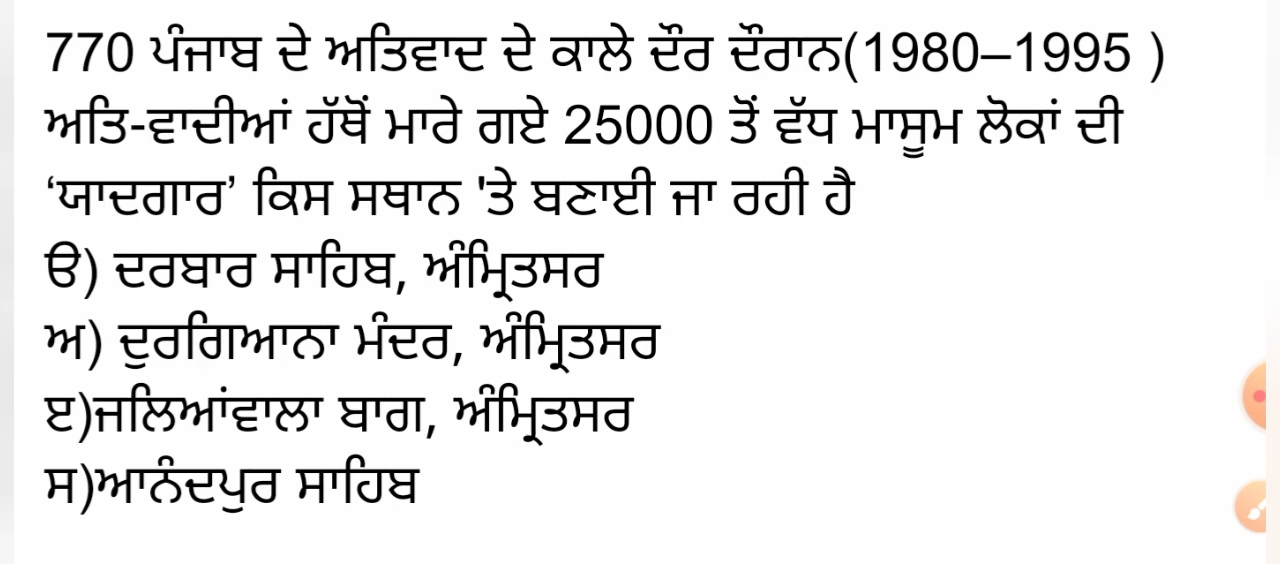 770 ਪੰਜਾਬ ਦੇ ਅਤਿਵਾਦ ਦੇ ਕਾਲੇ ਦੌਰ ਦੌਰਾਨ(1980–1995 )
ਅਤਿ-ਵਾਦੀਆਂ ਹੱਥੋਂ ਮਾਰੇ ਗਏ 25000 ਤੋਂ ਵੱਧ ਮਾਸੂਮ ਲੋਕਾਂ ਦੀ
‘ਯਾਦਗਾਰ’ ਕਿਸ ਸਥਾਨ 'ਤੇ ਬਣਾਈ ਜਾ ਰਹੀ ਹੈ
ੳ) ਦਰਬਾਰ ਸਾਹਿਬ, ਅੰਮ੍ਰਿਤਸਰ
ਅ) ਦੁਰਗਿਆਨਾ ਮੰਦਰ, ਅੰਮ੍ਰਿਤਸਰ
ੲ)ਜਲਿਆਂਵਾਲਾ ਬਾਗ, ਅੰਮ੍ਰਿਤਸਰ
ਸ)ਆਨੰਦਪੁਰ ਸਾਹਿਬ